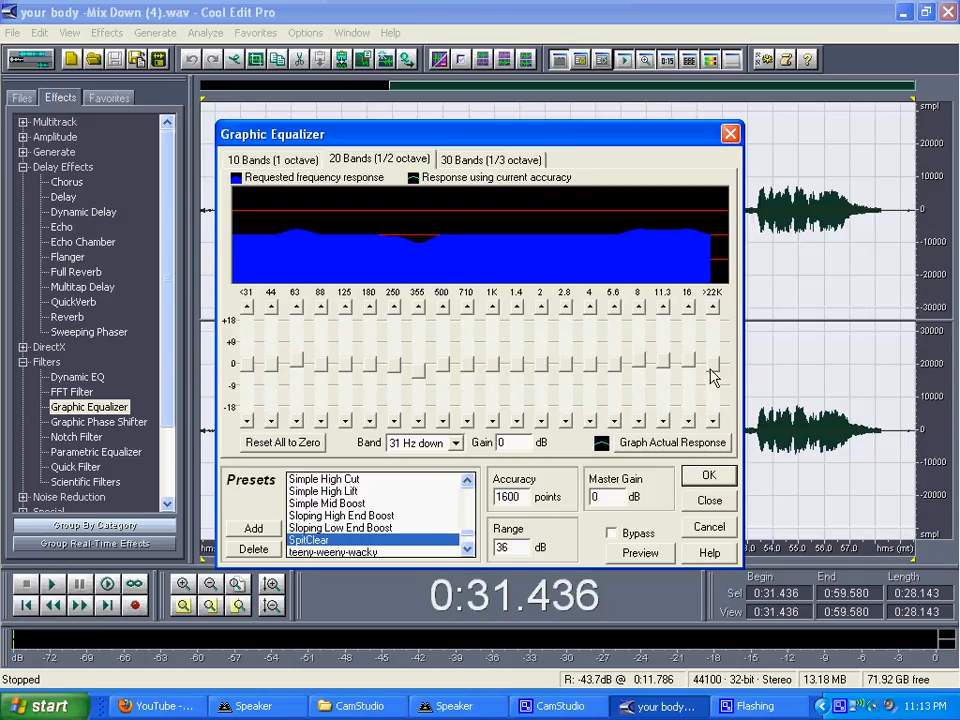 your body -Mix Down (4).wav - Cool Edit Pro
File Edit View Effects Generate Analyze Favorites Options Window Help
Files Effects Favorites
Multitrack
Amplitude
Generate
Delay Effects
Chorus
Delay
Dynamic Delay
Echo
Echo Chamber
Flanger
Full Reverb
Multitap Delay
QuickVerb
Reverb
Sweeping Phaser
DirectX
Filters
Dynamic EQ
FFT Filter
Graphic Equalizer
Graphic Phase Shifter
Notch Filter
Parametric Equalizer
Quick Filter
Scientific Filters
Noise Reduction
Special
Group By Category
Group Real-Time Effects
Graphic Equalizer
10 Bands (1 octave) 20 Bands (1/2 octave) 30 Bands (1/3 octave)
Requested frequency response Response using current accuracy
<31 44 63 88 125 180 250 355 500 710 1K 1.4 2 2.8 4 5.6 8 11.3 16 >22K
+18
+9
0
-9
-18
Reset All to Zero Band 31 Hz down Gain 0 dB Graph Actual Response
Presets
Simple High Cut
Simple High Lift
Simple Mid Boost
Sloping High End Boost
Sloping Low End Boost
SpitClear
teeny-weeny-wacky
Add
Delete
Accuracy
1600 points
Range
36 dB
Master Gain
0 dB
Bypass
Preview
OK
Close
Cancel
Help
smpl
20000
10000
0
-10000
-20000
-30000
smpl
30000
20000
10000
0
-10000
-20000
-30000
smpl
hms 53.0 54.0 55.0 56.0 57.0 hms (mt)
0:31.436
Begin End Length
Sel 0:31.436 0:59.580 0:28.143
View 0:31.436 0:59.580 0:28.143
dB -72 -69 -66 -63 -60 -57 -54 -51 -48 -45 -42 -39 -36 -33 -30 -27 -24 -21 -18 -15 -12 -9 -6 -3 0
Stopped R: -43.7dB @ 0:11.786 44100 · 32-bit · Stereo 13.18 MB 71.92 GB free
start YouTube -... Speaker CamStudio Speaker CamStudio your body... Flashing 11:13 PM